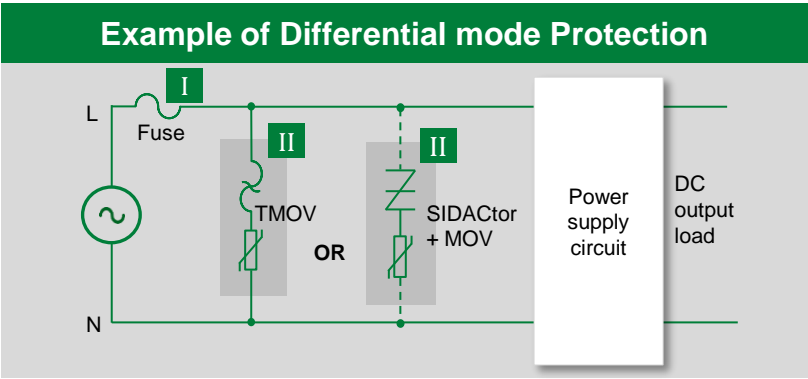 Example of Differential mode Protection
I
L
Fuse
II
II
TMOV
OR
SIDACtor
+ MOV
Power
supply
circuit
DC
output
load
N